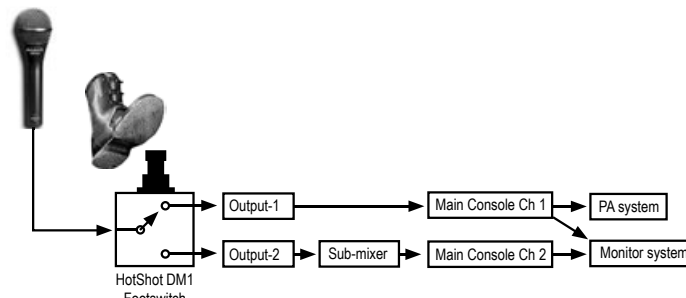 Output-1
Main Console Ch 1
PA system
Output-2
Sub-mixer
Main Console Ch 2
Monitor system
HotShot DM1
Footswitch